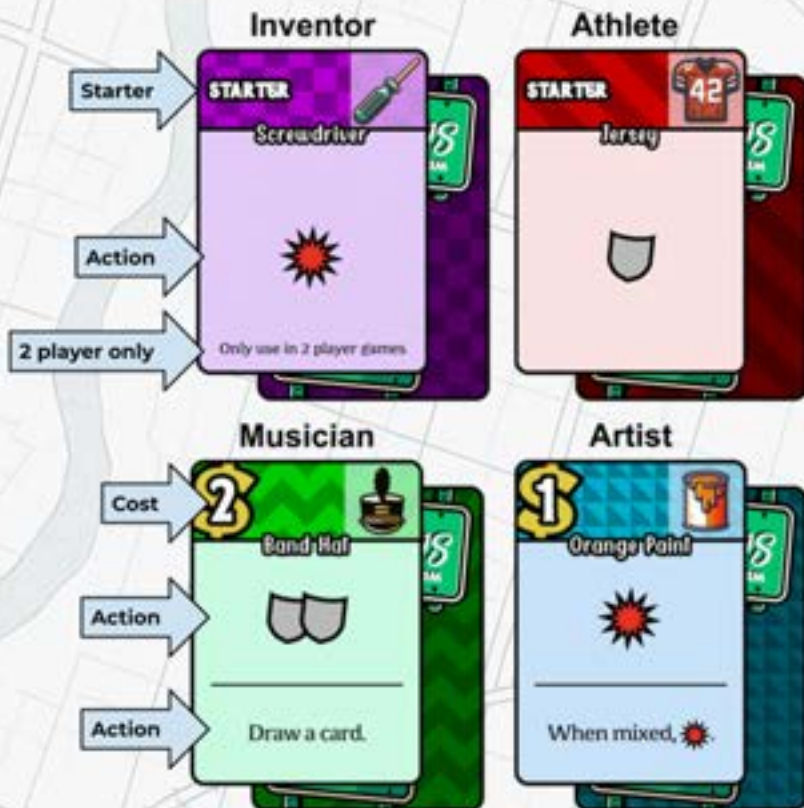 Inventor
Athlete
Starter
STARTER
STARTER
42
Screwdriver
Jersey
Action
2 player only
Only use in 2 player games
Musician
Artist
Cost
2
1
Band Hat
Orange Paint
Action
Action
Draw a card.
When mixed, .